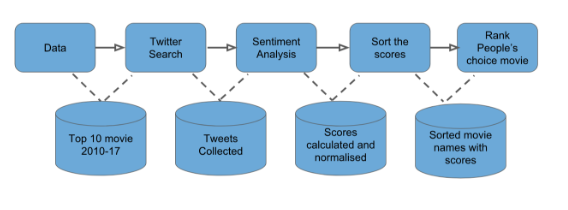 Data
Twitter
Search
Sentiment
Analysis
Sort the
scores
Rank
People's
choice movie
Top 10 movie
2010-17
Tweets
Collected
Scores
calculated and
normalised
Sorted movie
names with
scores